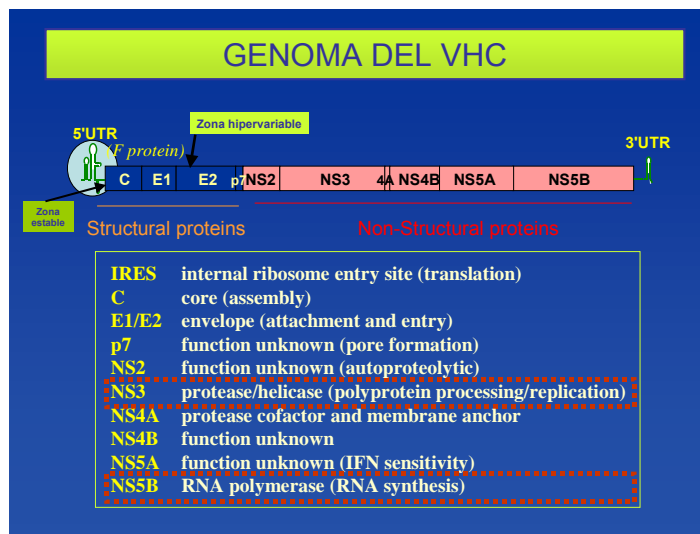 GENOMA DEL VHC
Zona hipervariable
5'UTR
3'UTR
(F protein)
C E1 E2 p7 NS2 NS3 4A NS4B NS5A NS5B
Zona
estable
Structural proteins
Non-Structural proteins
IRES internal ribosome entry site (translation)
C core (assembly)
E1/E2 envelope (attachment and entry)
p7 function unknown (pore formation)
NS2 function unknown (autoproteolytic)
NS3 protease/helicase (polyprotein processing/replication)
NS4A protease cofactor and membrane anchor
NS4B function unknown
NS5A function unknown (IFN sensitivity)
NS5B RNA polymerase (RNA synthesis)